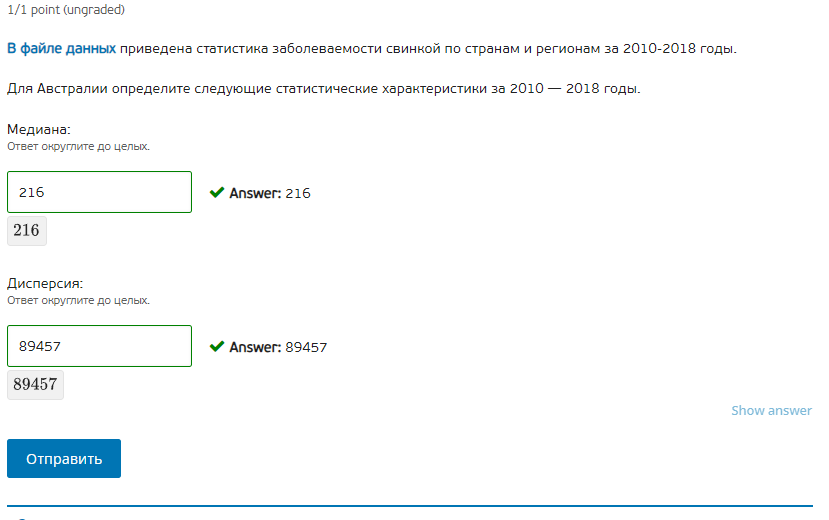 1/1 point (ungraded)
В файле данных приведена статистика заболеваемости свинкой по странам и регионам за 2010-2018 годы.
Для Австралии определите следующие статистические характеристики за 2010 — 2018 годы.
Медиана:
Ответ округлите до целых.
216
Answer: 216
216
Дисперсия:
Ответ округлите до целых.
89457
Answer: 89457
89457
Show answer
Отправить